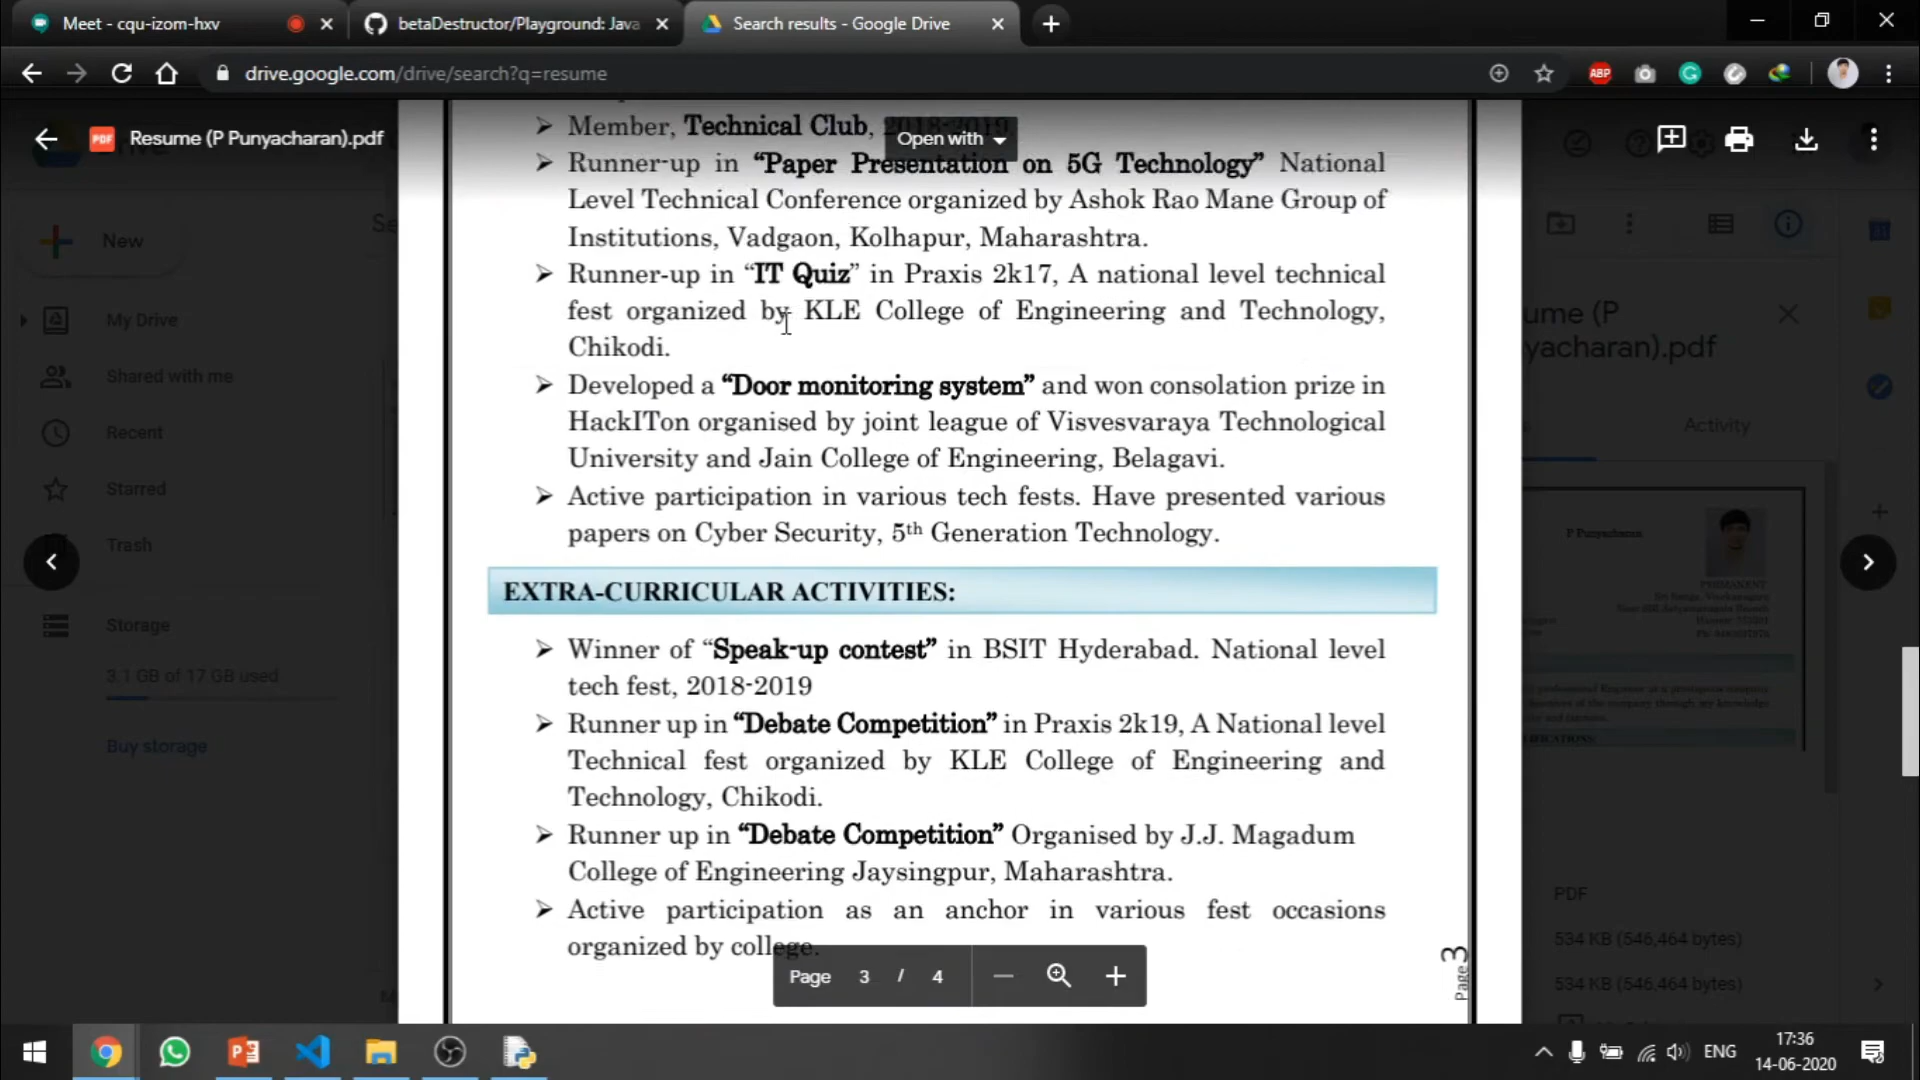 Meet - cqu-izom-hxv
betaDestructor/Playground: Java
Search results - Google Drive
drive.google.com/drive/search?q=resume
ABP
PDF Resume (P Punyacharan).pdf
Open with
Member, Technical Club, 2018-2019
Runner-up in “Paper Presentation on 5G Technology” National
Level Technical Conference organized by Ashok Rao Mane Group of
Institutions, Vadgaon, Kolhapur, Maharashtra.
Runner-up in “IT Quiz” in Praxis 2k17, A national level technical
fest organized by KLE College of Engineering and Technology,
Chikodi.
Developed a “Door monitoring system” and won consolation prize in
HackITon organised by joint league of Visvesvaraya Technological
University and Jain College of Engineering, Belagavi.
Active participation in various tech fests. Have presented various
papers on Cyber Security, 5th Generation Technology.
EXTRA-CURRICULAR ACTIVITIES:
Winner of “Speak-up contest” in BSIT Hyderabad. National level
tech fest, 2018-2019
Runner up in “Debate Competition” in Praxis 2k19, A National level
Technical fest organized by KLE College of Engineering and
Technology, Chikodi.
Runner up in “Debate Competition” Organised by J.J. Magadum
College of Engineering Jaysingpur, Maharashtra.
Active participation as an anchor in various fest occasions
organized by college.
Page 3
Page 3 / 4
New
My Drive
Shared with me
Recent
Starred
Trash
Storage
3.1 GB of 17 GB used
Buy storage
ume (P
yacharan).pdf
Activity
P Punyacharan
PERMANENT
PDF
534 KB (546,464 bytes)
534 KB (546,464 bytes)
ENG
17:36
14-06-2020